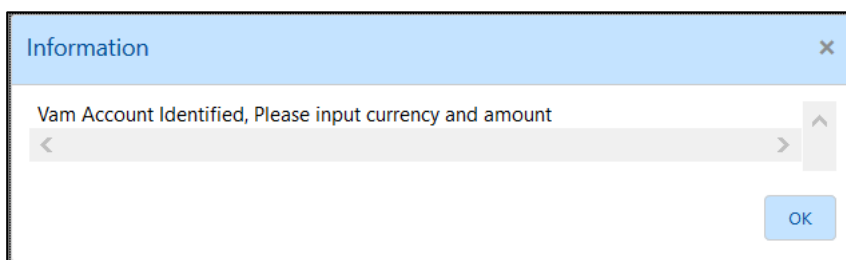 Information
Vam Account Identified, Please input currency and amount
OK